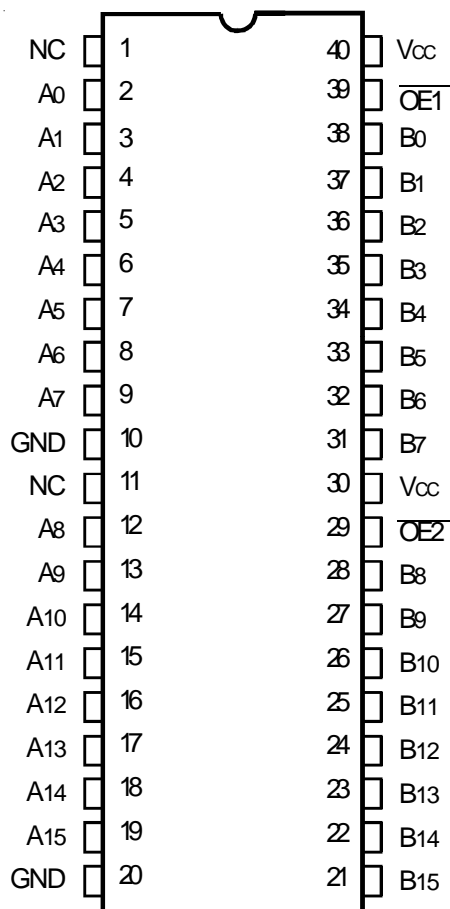 NC 1 40 Vcc
A0 2 39 OE1
A1 3 38 B0
A2 4 37 B1
A3 5 36 B2
A4 6 35 B3
A5 7 34 B4
A6 8 33 B5
A7 9 32 B6
GND 10 31 B7
NC 11 30 Vcc
A8 12 29 OE2
A9 13 28 B8
A10 14 27 B9
A11 15 26 B10
A12 16 25 B11
A13 17 24 B12
A14 18 23 B13
A15 19 22 B14
GND 20 21 B15